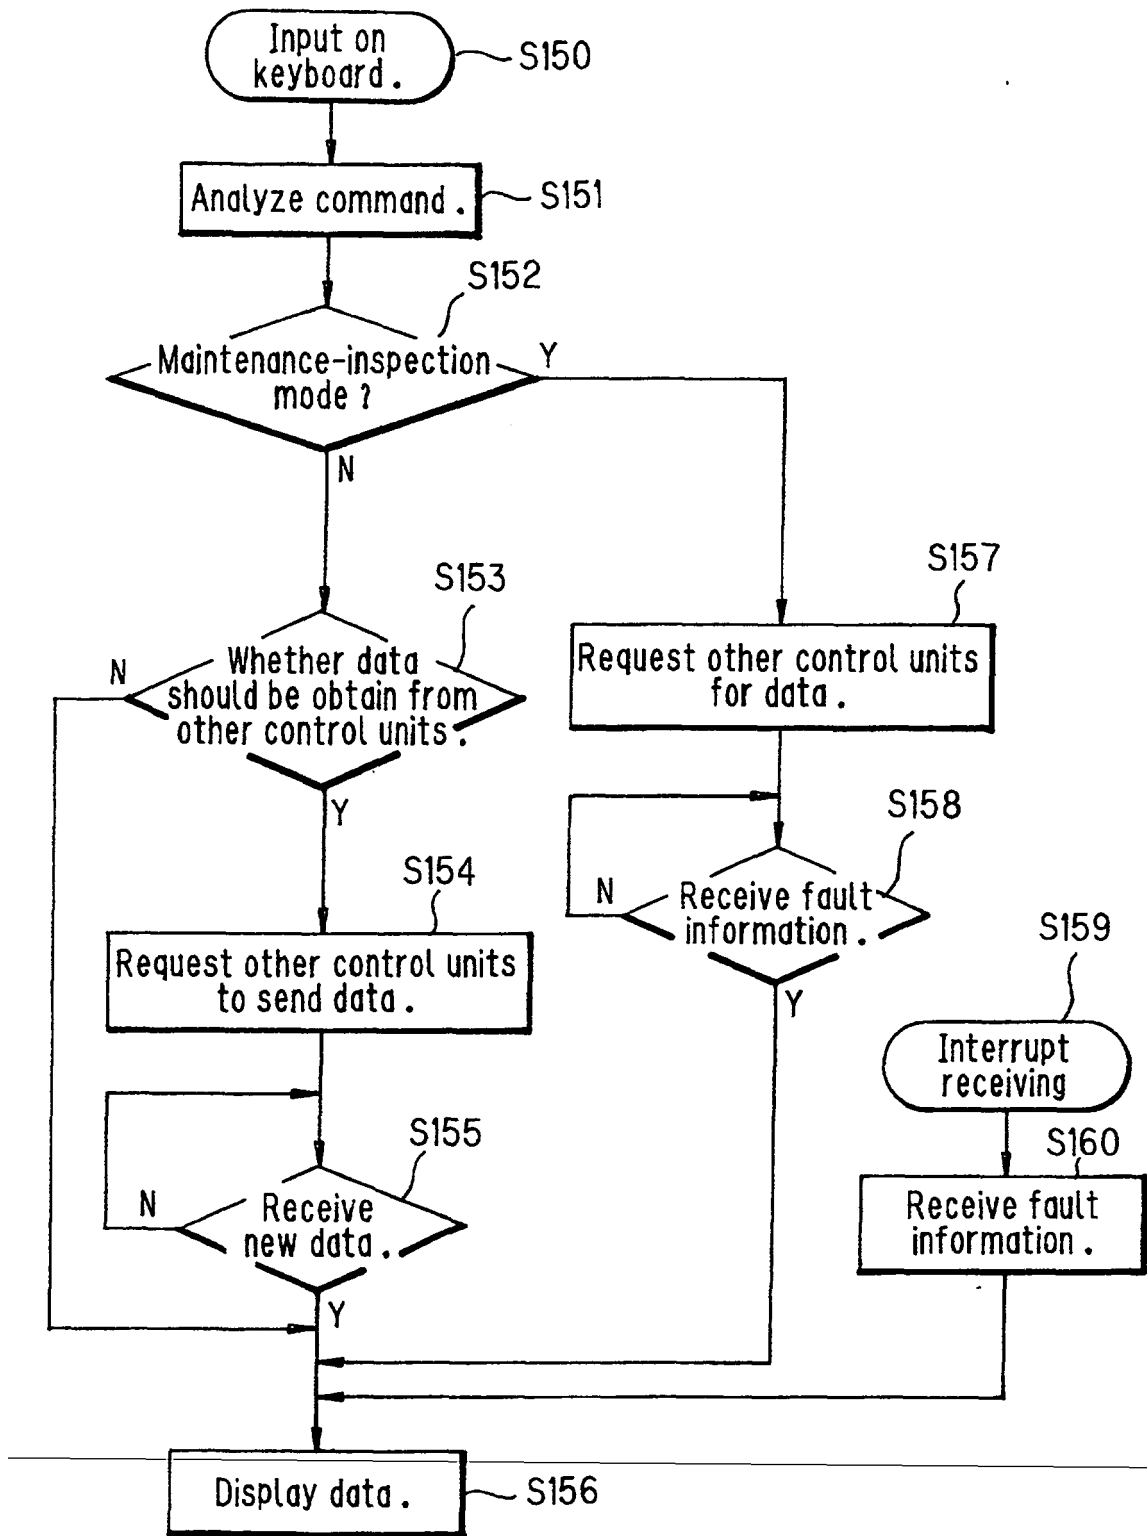 Input on
keyboard.
S150
Analyze command.
S151
S152
Maintenance-inspection
mode?
Y
N
S153
Whether data
should be obtain from
other control units.
N
Y
S157
Request other control units
for data.
S158
Receive fault
information.
N
Y
S154
Request other control units
to send data.
S155
Receive
new data.
N
Y
S159
Interrupt
receiving
S160
Receive fault
information.
Display data.
S156